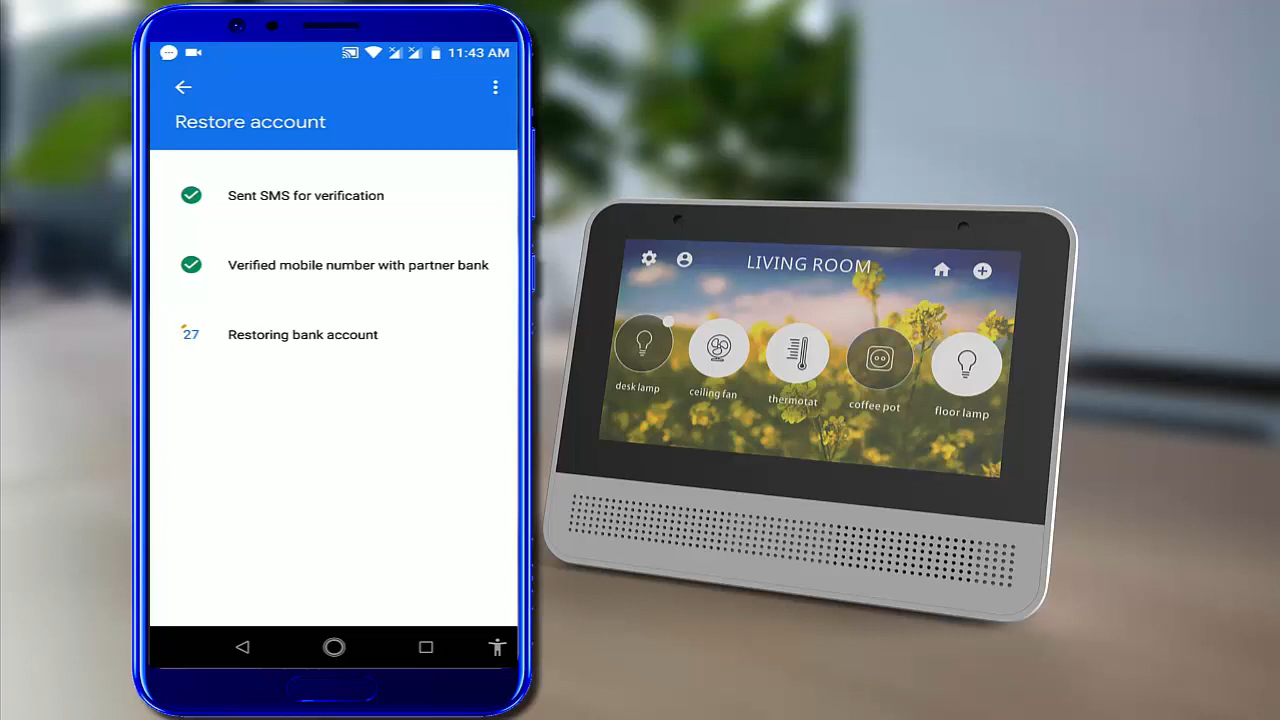 11:43 AM
Restore account
Sent SMS for verification
Verified mobile number with partner bank
27 Restoring bank account
LIVING ROOM
desk lamp
ceiling fan
thermotat
coffee pot
floor lamp